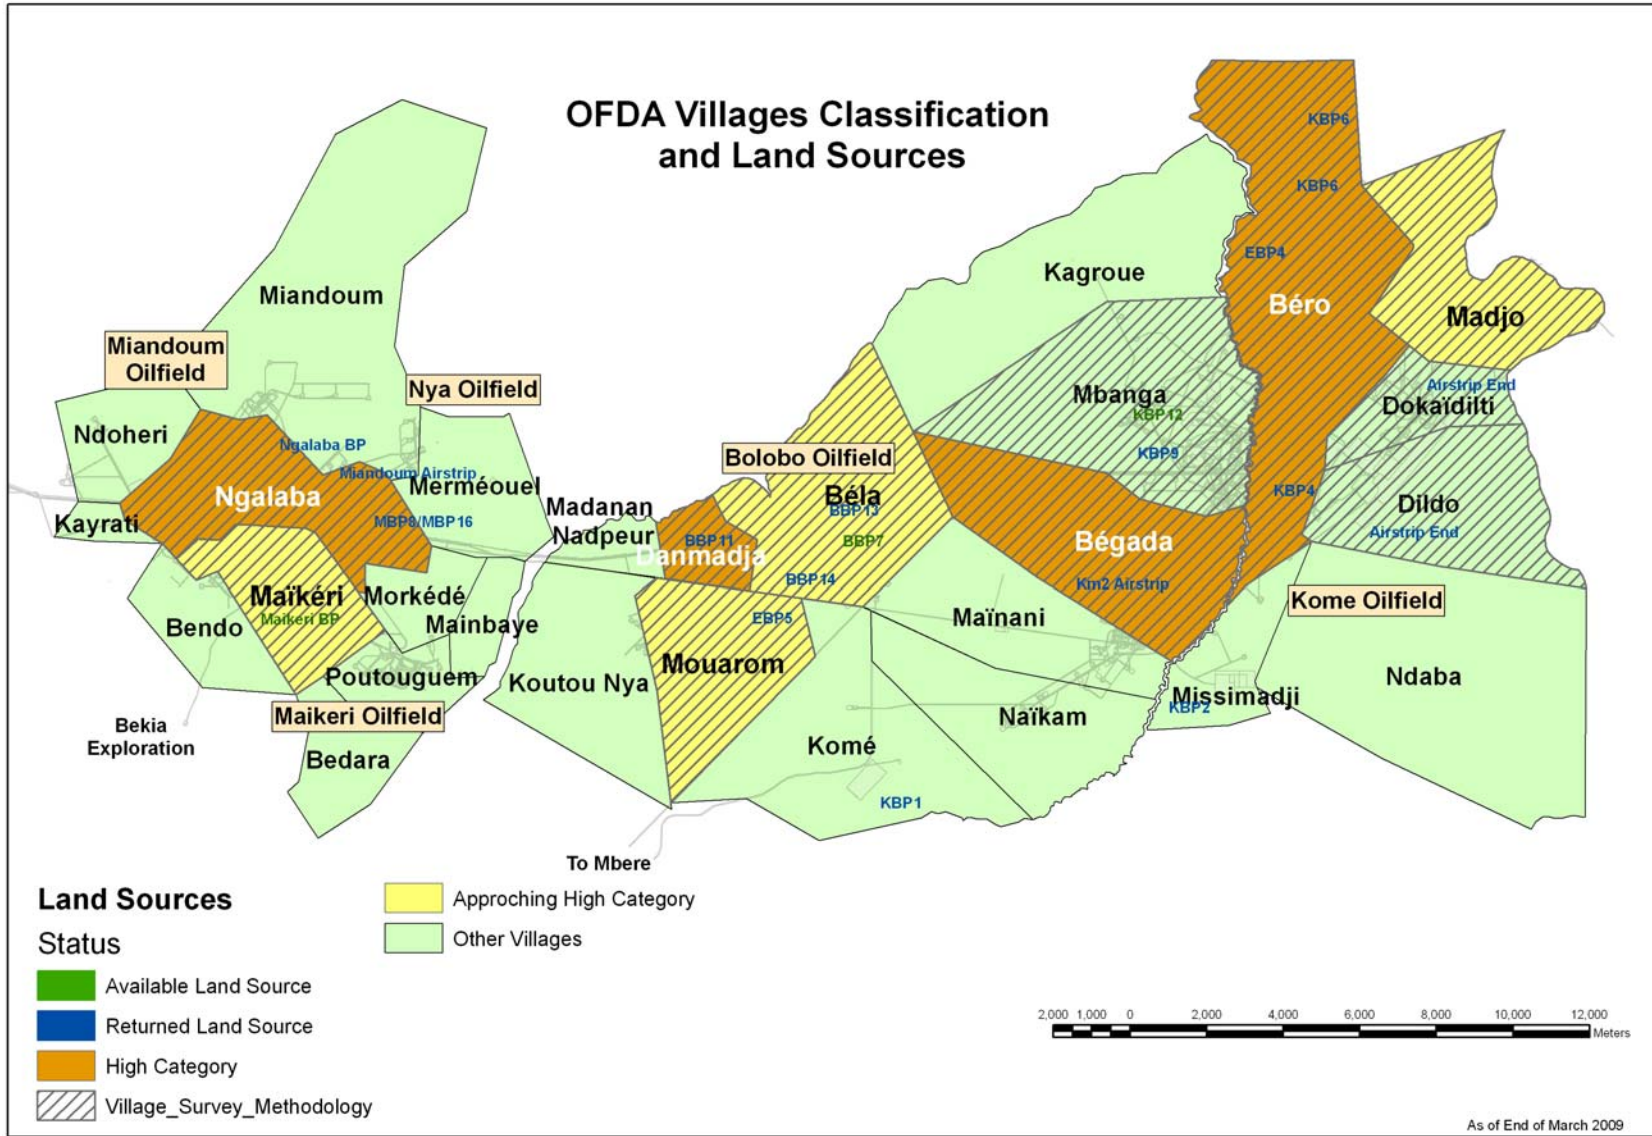 OFDA Villages Classification
and Land Sources
KBP6
KBP6
EBP4
Kagroue
Miandoum
Béro
Madjo
Miandoum
Oilfield
Nya Oilfield
Airstrip End
Mbanga
Dokaïdilti
KBP12
Ndoheri
Ngalaba BP
KBP9
Bolobo Oilfield
Miandoum Airstrip
Merméouel
Ngalaba
Béla
KBP4
Madanan
Nadpeur
BBP13
Dildo
Kayrati
MBP8/MBP16
Airstrip End
BBP11
BBP7
Bégada
Danmadja
BBP14
Km2 Airstrip
Maïkéri
Morkédé
Kome Oilfield
Maikeri BP
EBP5
Maïnani
Bendo
Mainbaye
Mouarom
Poutouguem
Koutou Nya
Ndaba
Missimadji
KBP2
Maikeri Oilfield
Naïkam
Bekia
Exploration
Komé
Bedara
KBP1
To Mbere
Land Sources
Status
Available Land Source
Returned Land Source
High Category
Village_Survey_Methodology
Approching High Category
Other Villages
2,000 1,000 0 2,000 4,000 6,000 8,000 10,000 12,000
Meters
As of End of March 2009